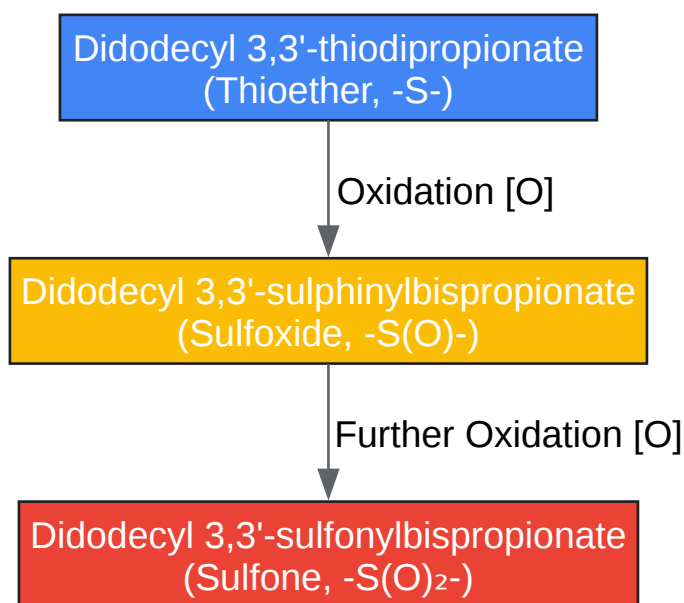 Didodecyl 3,3'-thiodipropionate
(Thioether, -S-)
Oxidation [O]
Didodecyl 3,3'-sulphinylbispropionate
(Sulfoxide, -S(O)-)
Further Oxidation [O]
Didodecyl 3,3'-sulfonylbispropionate
(Sulfone, -S(O)₂-)